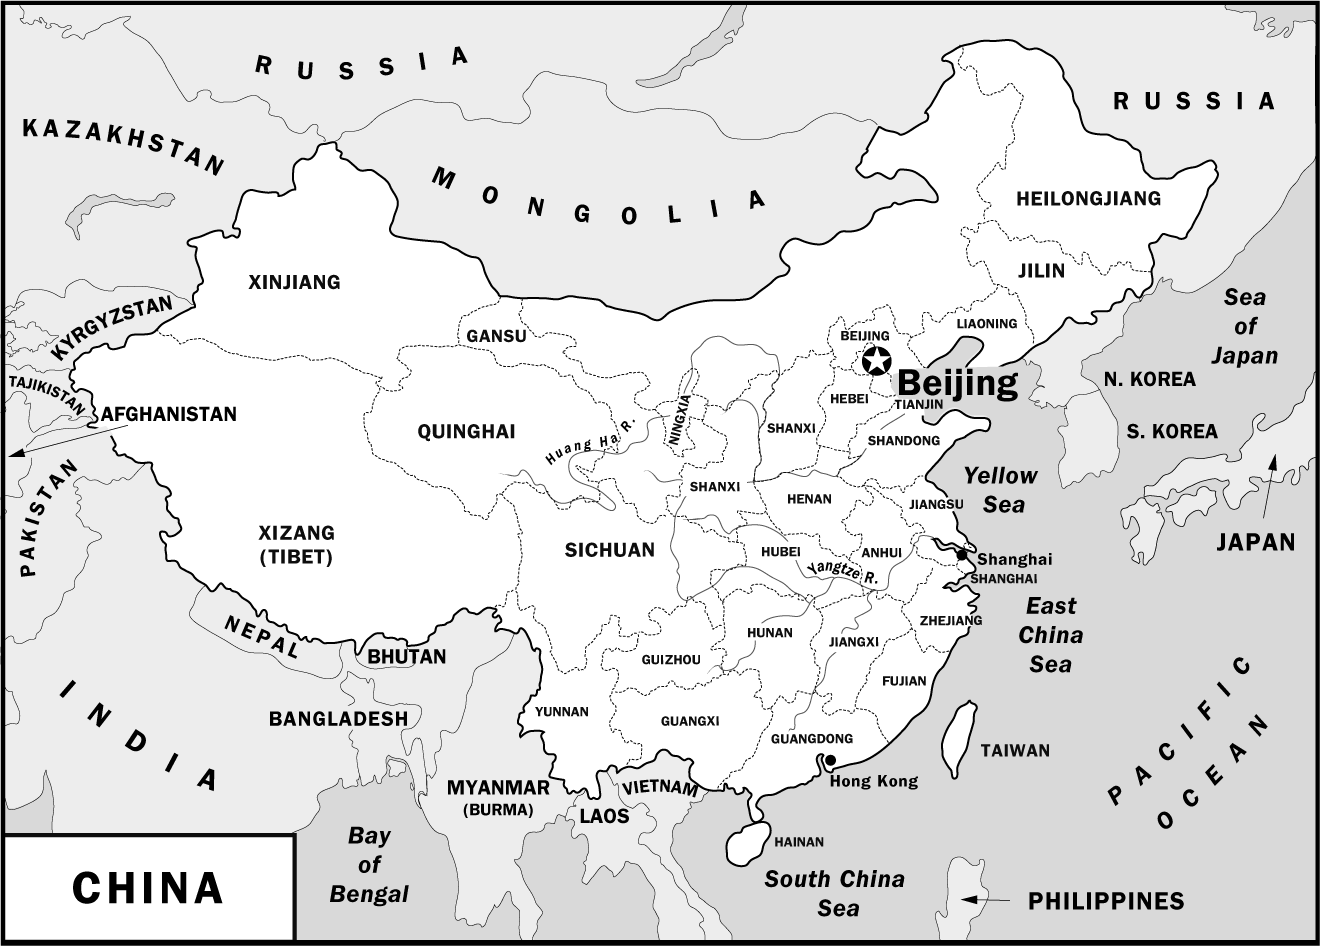 RUSSIA
RUSSIA
KAZAKHSTAN
MONGOLIA
HEILONGJIANG
JILIN
XINJIANG
Sea
of
Japan
KYRGYZSTAN
GANSU
BEIJING
LIAONING
Beijing
TAJIKISTAN
N. KOREA
AFGHANISTAN
HEBEI
TIANJIN
QUINGHAI
Huang Ha R.
NINGXIA
SHANXI
SHANDONG
S. KOREA
PAKISTAN
SHANXI
HENAN
JIANGSU
Yellow
Sea
XIZANG
(TIBET)
SICHUAN
HUBEI
ANHUI
Yangtze R.
Shanghai
SHANGHAI
JAPAN
NEPAL
BHUTAN
HUNAN
JIANGXI
ZHEJIANG
East
China
Sea
GUIZHOU
FUJIAN
INDIA
BANGLADESH
YUNNAN
GUANGXI
GUANGDONG
TAIWAN
PACIFIC
OCEAN
MYANMAR
(BURMA)
VIETNAM
Hong Kong
LAOS
HAINAN
Bay
of
Bengal
South China
Sea
PHILIPPINES
CHINA